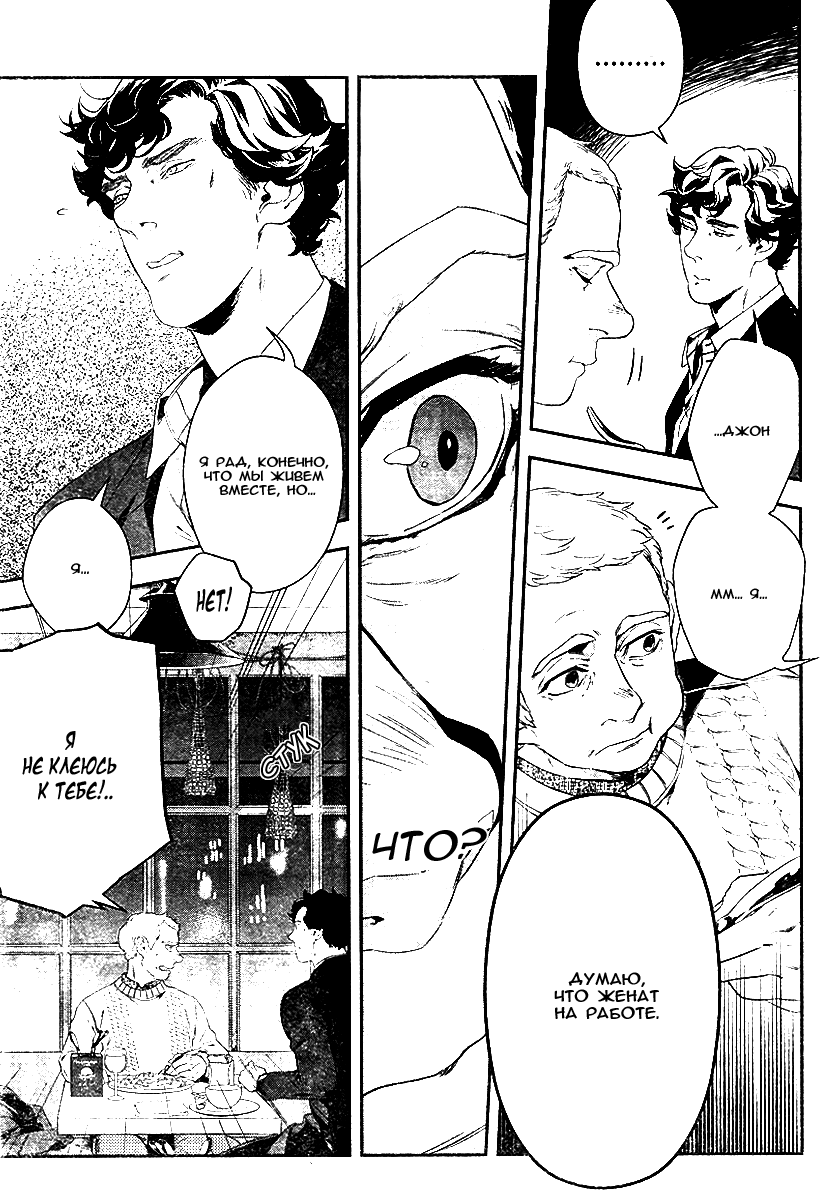 ..........
...ДЖОН
ММ... Я...
ДУМАЮ,
ЧТО ЖЕНАТ
НА РАБОТЕ.
ЧТО?
Я РАД, КОНЕЧНО,
ЧТО МЫ ЖИВЕМ
ВМЕСТЕ, НО...
Я...
НЕТ!
Я
НЕ КЛЕЮСЬ
К ТЕБЕ!..
СТУК